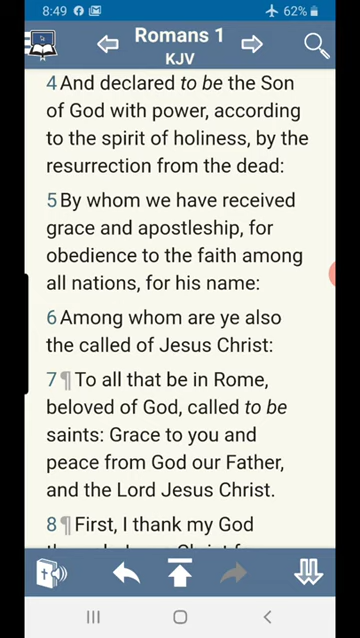 8:49
62%
Romans 1
KJV
4 And declared to be the Son
of God with power, according
to the spirit of holiness, by the
resurrection from the dead:
5 By whom we have received
grace and apostleship, for
obedience to the faith among
all nations, for his name:
6 Among whom are ye also
the called of Jesus Christ:
7 ¶ To all that be in Rome,
beloved of God, called to be
saints: Grace to you and
peace from God our Father,
and the Lord Jesus Christ.
8 ¶ First, I thank my God